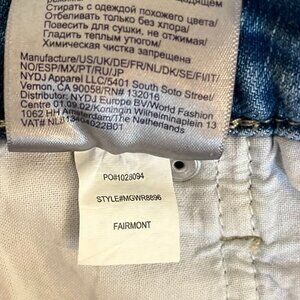 Стирать с одеждой похожего цвета/
Отбеливать только без хлора/
Повесить для сушки, не отжимая/
Гладить теплым утюгом/
Химическая чистка запрещена
Manufacture/US/UK/DE/FR/NL/DK/SE/FI/IT/
NO/ESP/MX/PT/RU/JP
NYDJ Apparel LLC/5401 South Soto Street/
Vernon, CA 90058/RN# 132016
Distributor: NYDJ Europe BV/World Fashion
Centre 01.09.02/Koningin Wilhelminaplein 13
1062 HH Amsterdam/The Netherlands
VAT# NL813404022B01
PO#1028094
STYLE#MGWR8896
FAIRMONT